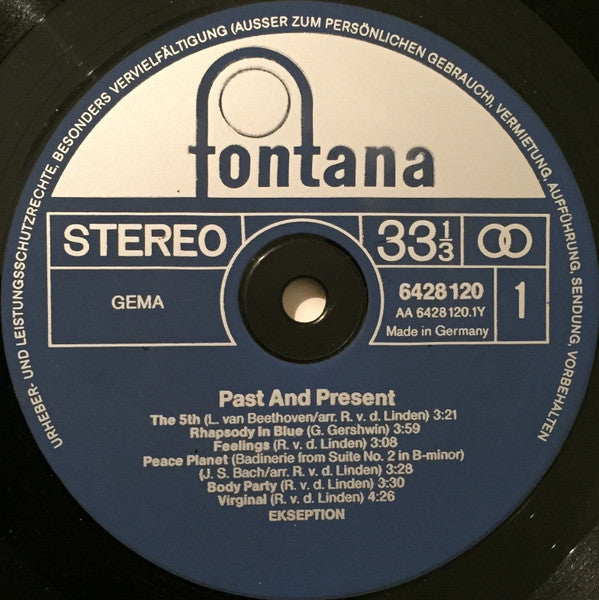 URHEBER- UND LEISTUNGSSCHUTZRECHTE, BESONDERS VERVIELFÄLTIGUNG (AUSSER ZUM PERSÖNLICHEN GEBRAUCH), VERMIETUNG, AUFFÜHRUNG, SENDUNG, VORBEHALTEN
fontana
STEREO 33 1/3
GEMA 6428 120 1
AA 6428 120.1Y
Made in Germany
Past And Present
The 5th (L. van Beethoven/arr. R. v. d. Linden) 3:21
Rhapsody in Blue (G. Gershwin) 3:59
Feelings (R. v. d. Linden) 3:08
Peace Planet (Badinerie from Suite No. 2 in B-minor)
(J. S. Bach/arr. R. v. d. Linden) 3:28
Body Party (R. v. d. Linden) 3:30
Virginal (R. v. d. Linden) 4:26
EKSEPTION